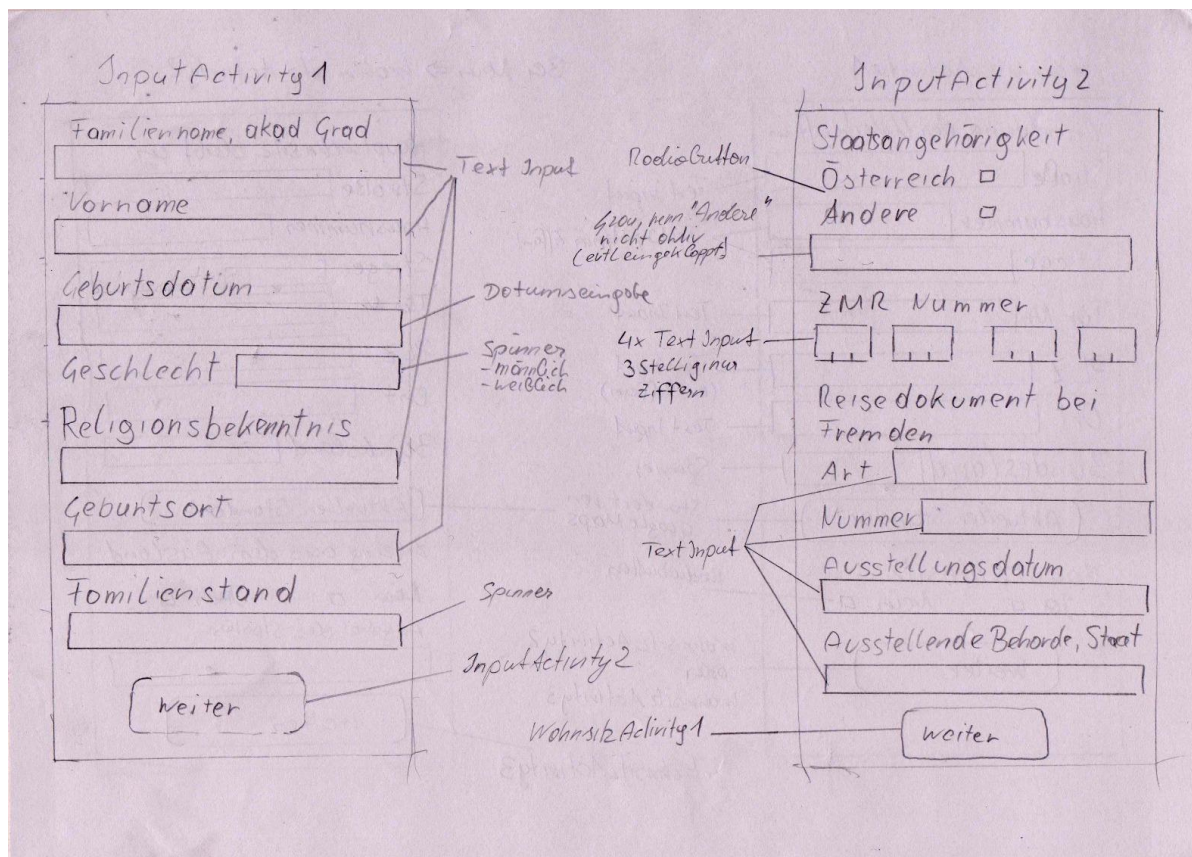 InputActivity1
Familienname, akad Grad
Vorname
Geburtsdatum
Geschlecht
Religionsbekenntnis
Geburtsort
Familienstand
weiter
Text Input
Datumseingabe
Spinner
-männlich
-weiblich
Spinner
InputActivity2
WohnsitzActivity1
InputActivity2
Staatsangehörigkeit
Österreich
Andere
ZMR Nummer
Reisedokument bei
Fremden
Art
Nummer
Ausstellungsdatum
Ausstellende Behörde, Staat
weiter
RadioButton
Grau, wenn "Andere"
nicht aktiv
(evtl eingeklappt)
4x Text Input
3 Stellig nur
Ziffern
Text Input